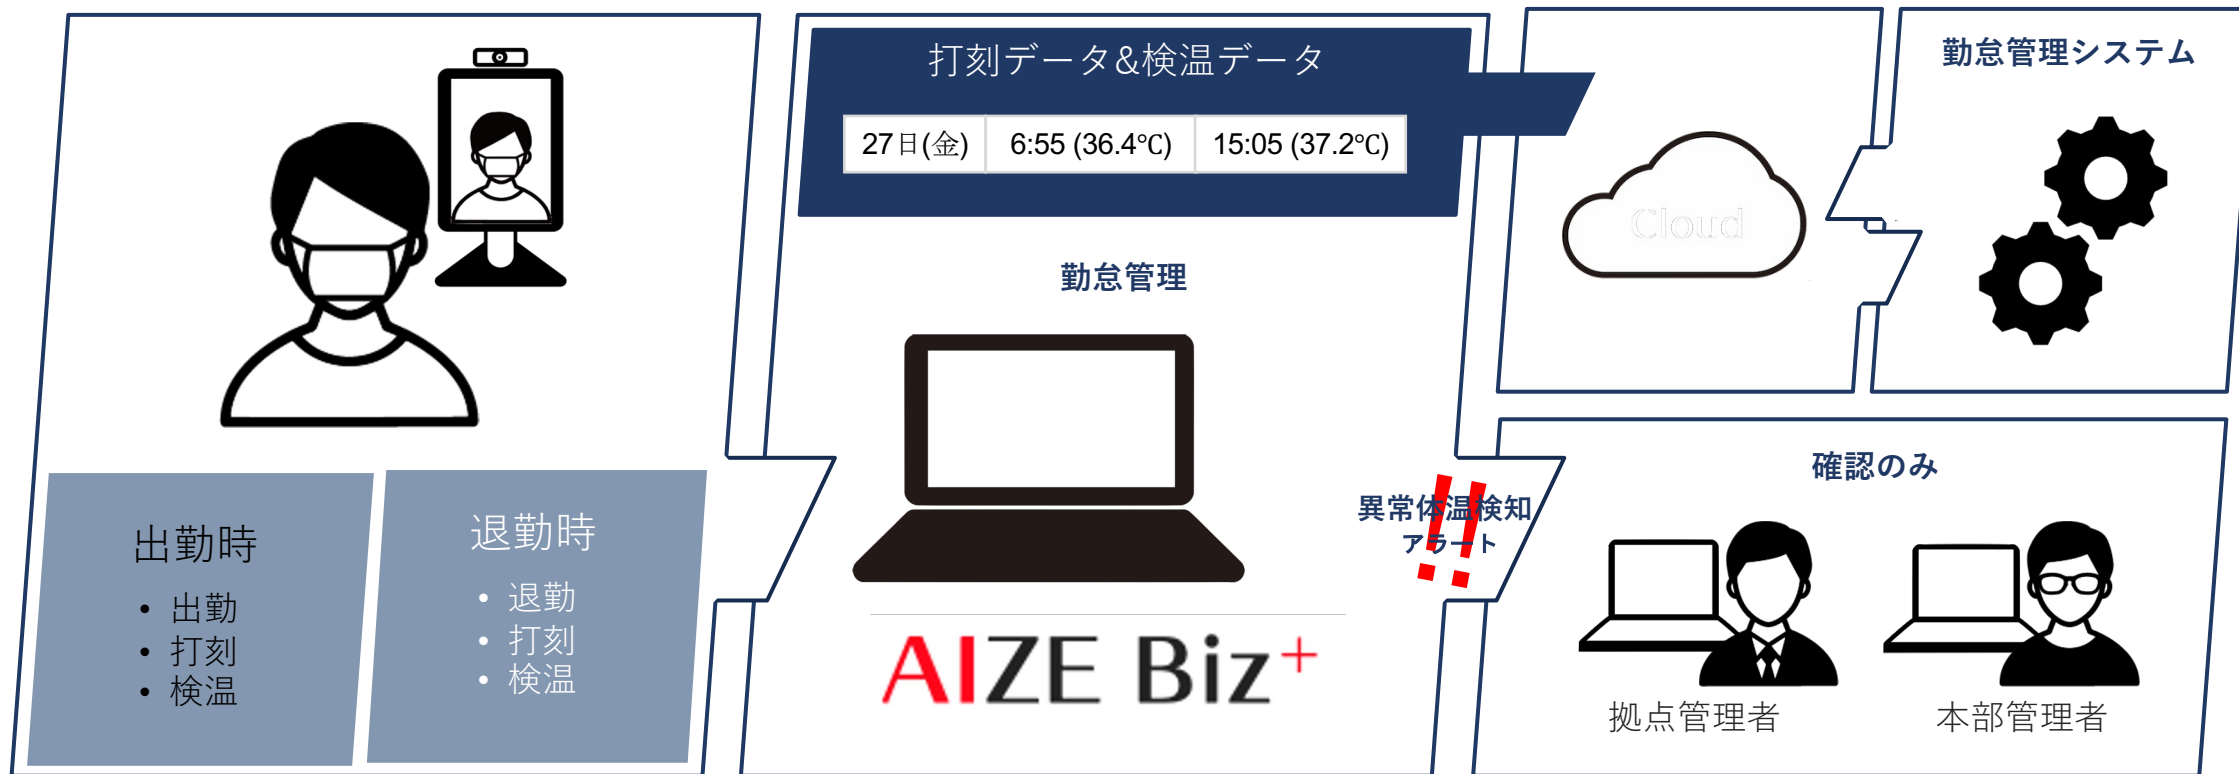 出勤時
• 出勤
• 打刻
• 検温
退勤時
• 退勤
• 打刻
• 検温
打刻データ&検温データ
27日(金) 6:55 (36.4℃) 15:05 (37.2℃)
勤怠管理
AIZE Biz+
Cloud
勤怠管理システム
!!
異常体温検知
アラート
確認のみ
拠点管理者
本部管理者